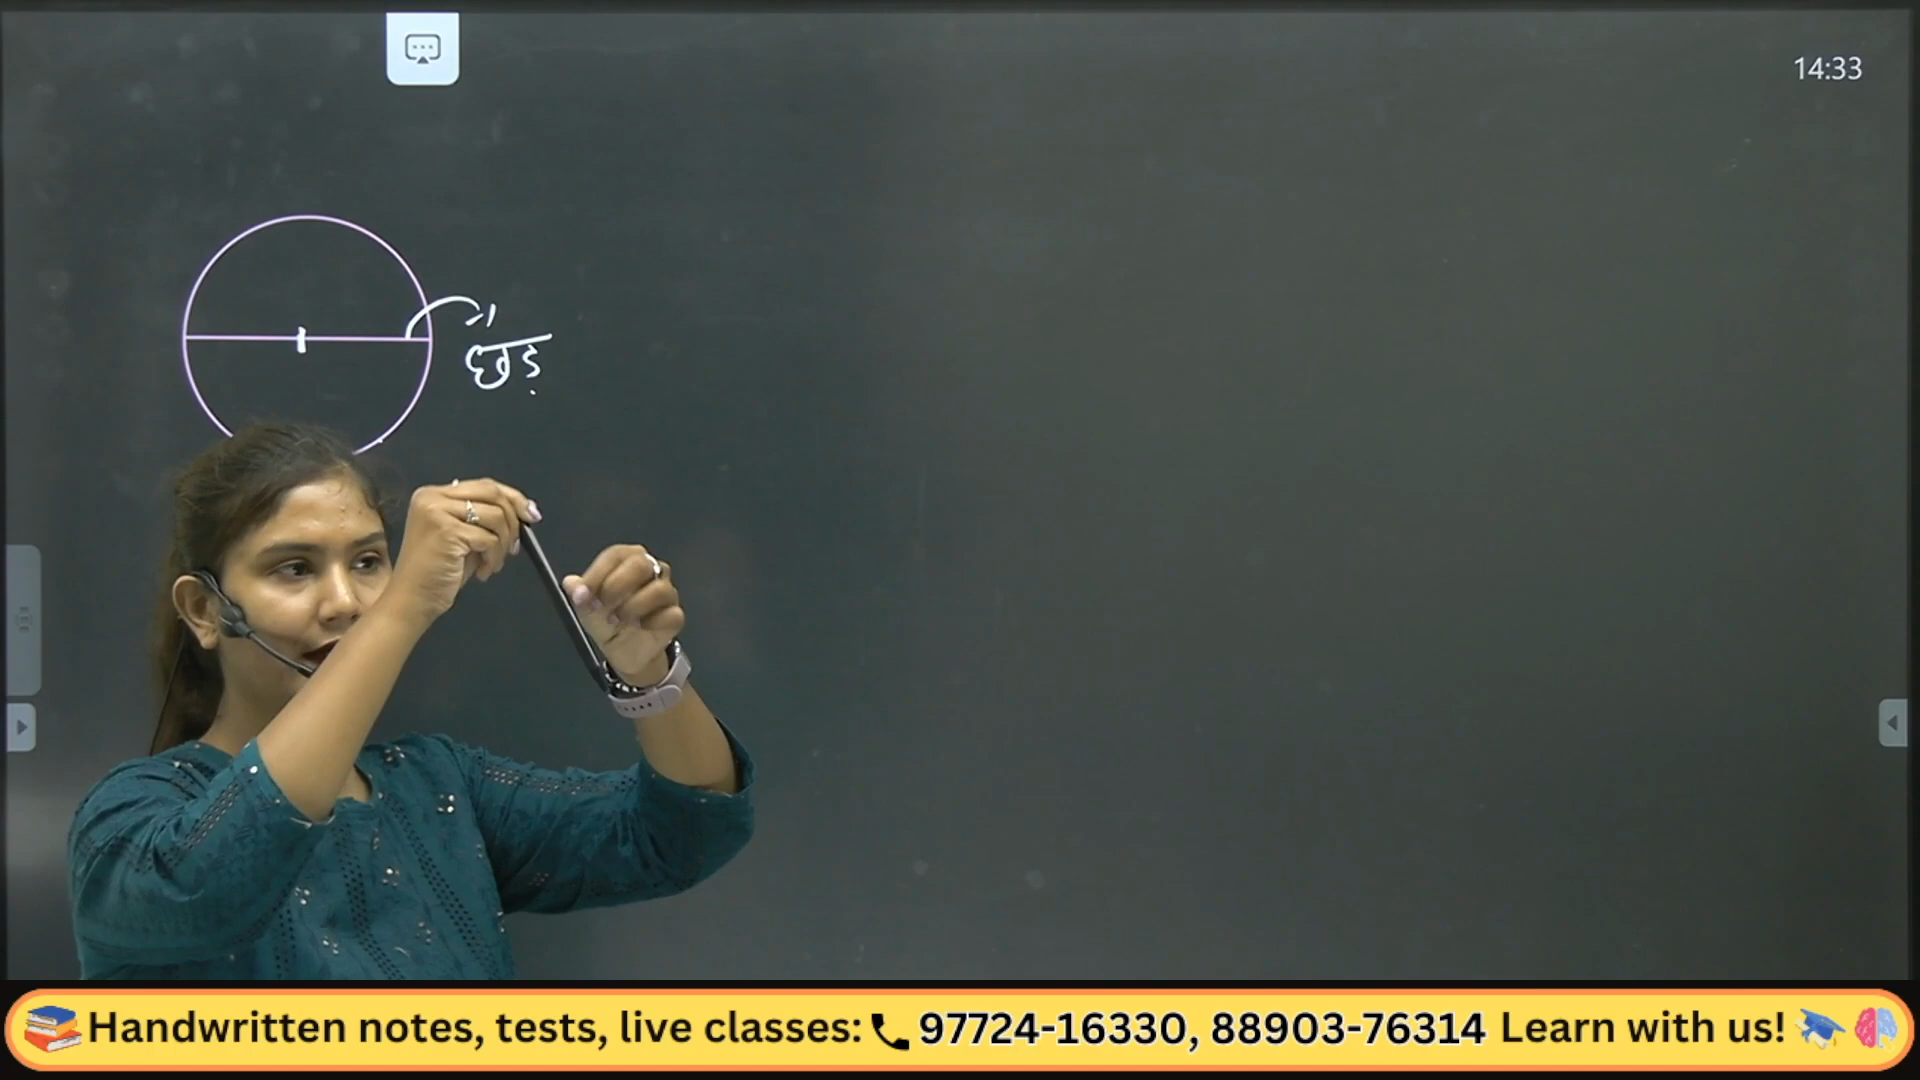 14:33
छड़
Handwritten notes, tests, live classes: 97724-16330, 88903-76314 Learn with us!